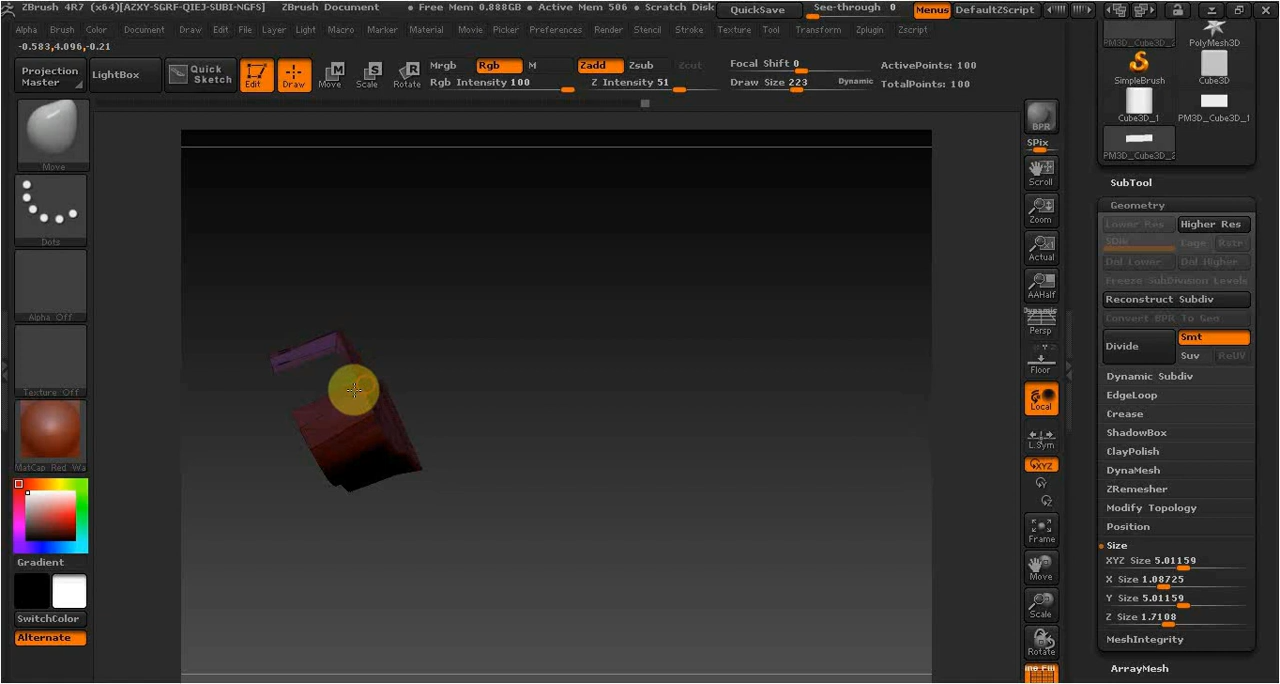 ZBrush 4R7 (x64)[AZXY-SGRF-QIEJ-SUBI-NGFS] ZBrush Document • Free Mem 0.888GB • Active Mem 506 • Scratch Disk QuickSave See-through 0 Menus DefaultZScript
Alpha Brush Color Document Draw Edit File Layer Light Macro Marker Material Movie Picker Preferences Render Stencil Stroke Texture Tool Transform Zplugin Zscript
-0.583,4.096,-0.21
Projection Master
LightBox
Quick Sketch
Edit
Draw
Move
Scale
Rotate
Mrgb Rgb M
Rgb Intensity 100
Zadd Zsub Zcut
Z Intensity 51
Focal Shift 0
Draw Size 223 Dynamic
ActivePoints: 100
TotalPoints: 100
Move
Dots
Alpha Off
Texture Off
MatCap Red Wa
Gradient
SwitchColor
Alternate
BPR
SPix
Scroll
Zoom
Actual
AAHalf
Dynamic
Persp
Floor
Local
L.Sym
XYZ
Frame
Move
Scale
Rotate
PM3D_Cube3D_2
PolyMesh3D
SimpleBrush
Cube3D
Cube3D_1
PM3D_Cube3D_1
PM3D_Cube3D_2
SubTool
Geometry
Lower Res Higher Res
SDiv Cage Rstr
Del Lower Del Higher
Freeze SubDivision Levels
Reconstruct Subdiv
Convert BPR To Geo
Divide
Smt
Suv ReUV
Dynamic Subdiv
EdgeLoop
Crease
ShadowBox
ClayPolish
DynaMesh
ZRemesher
Modify Topology
Position
Size
XYZ Size 5.01159
X Size 1.08725
Y Size 5.01159
Z Size 1.7108
MeshIntegrity
ArrayMesh